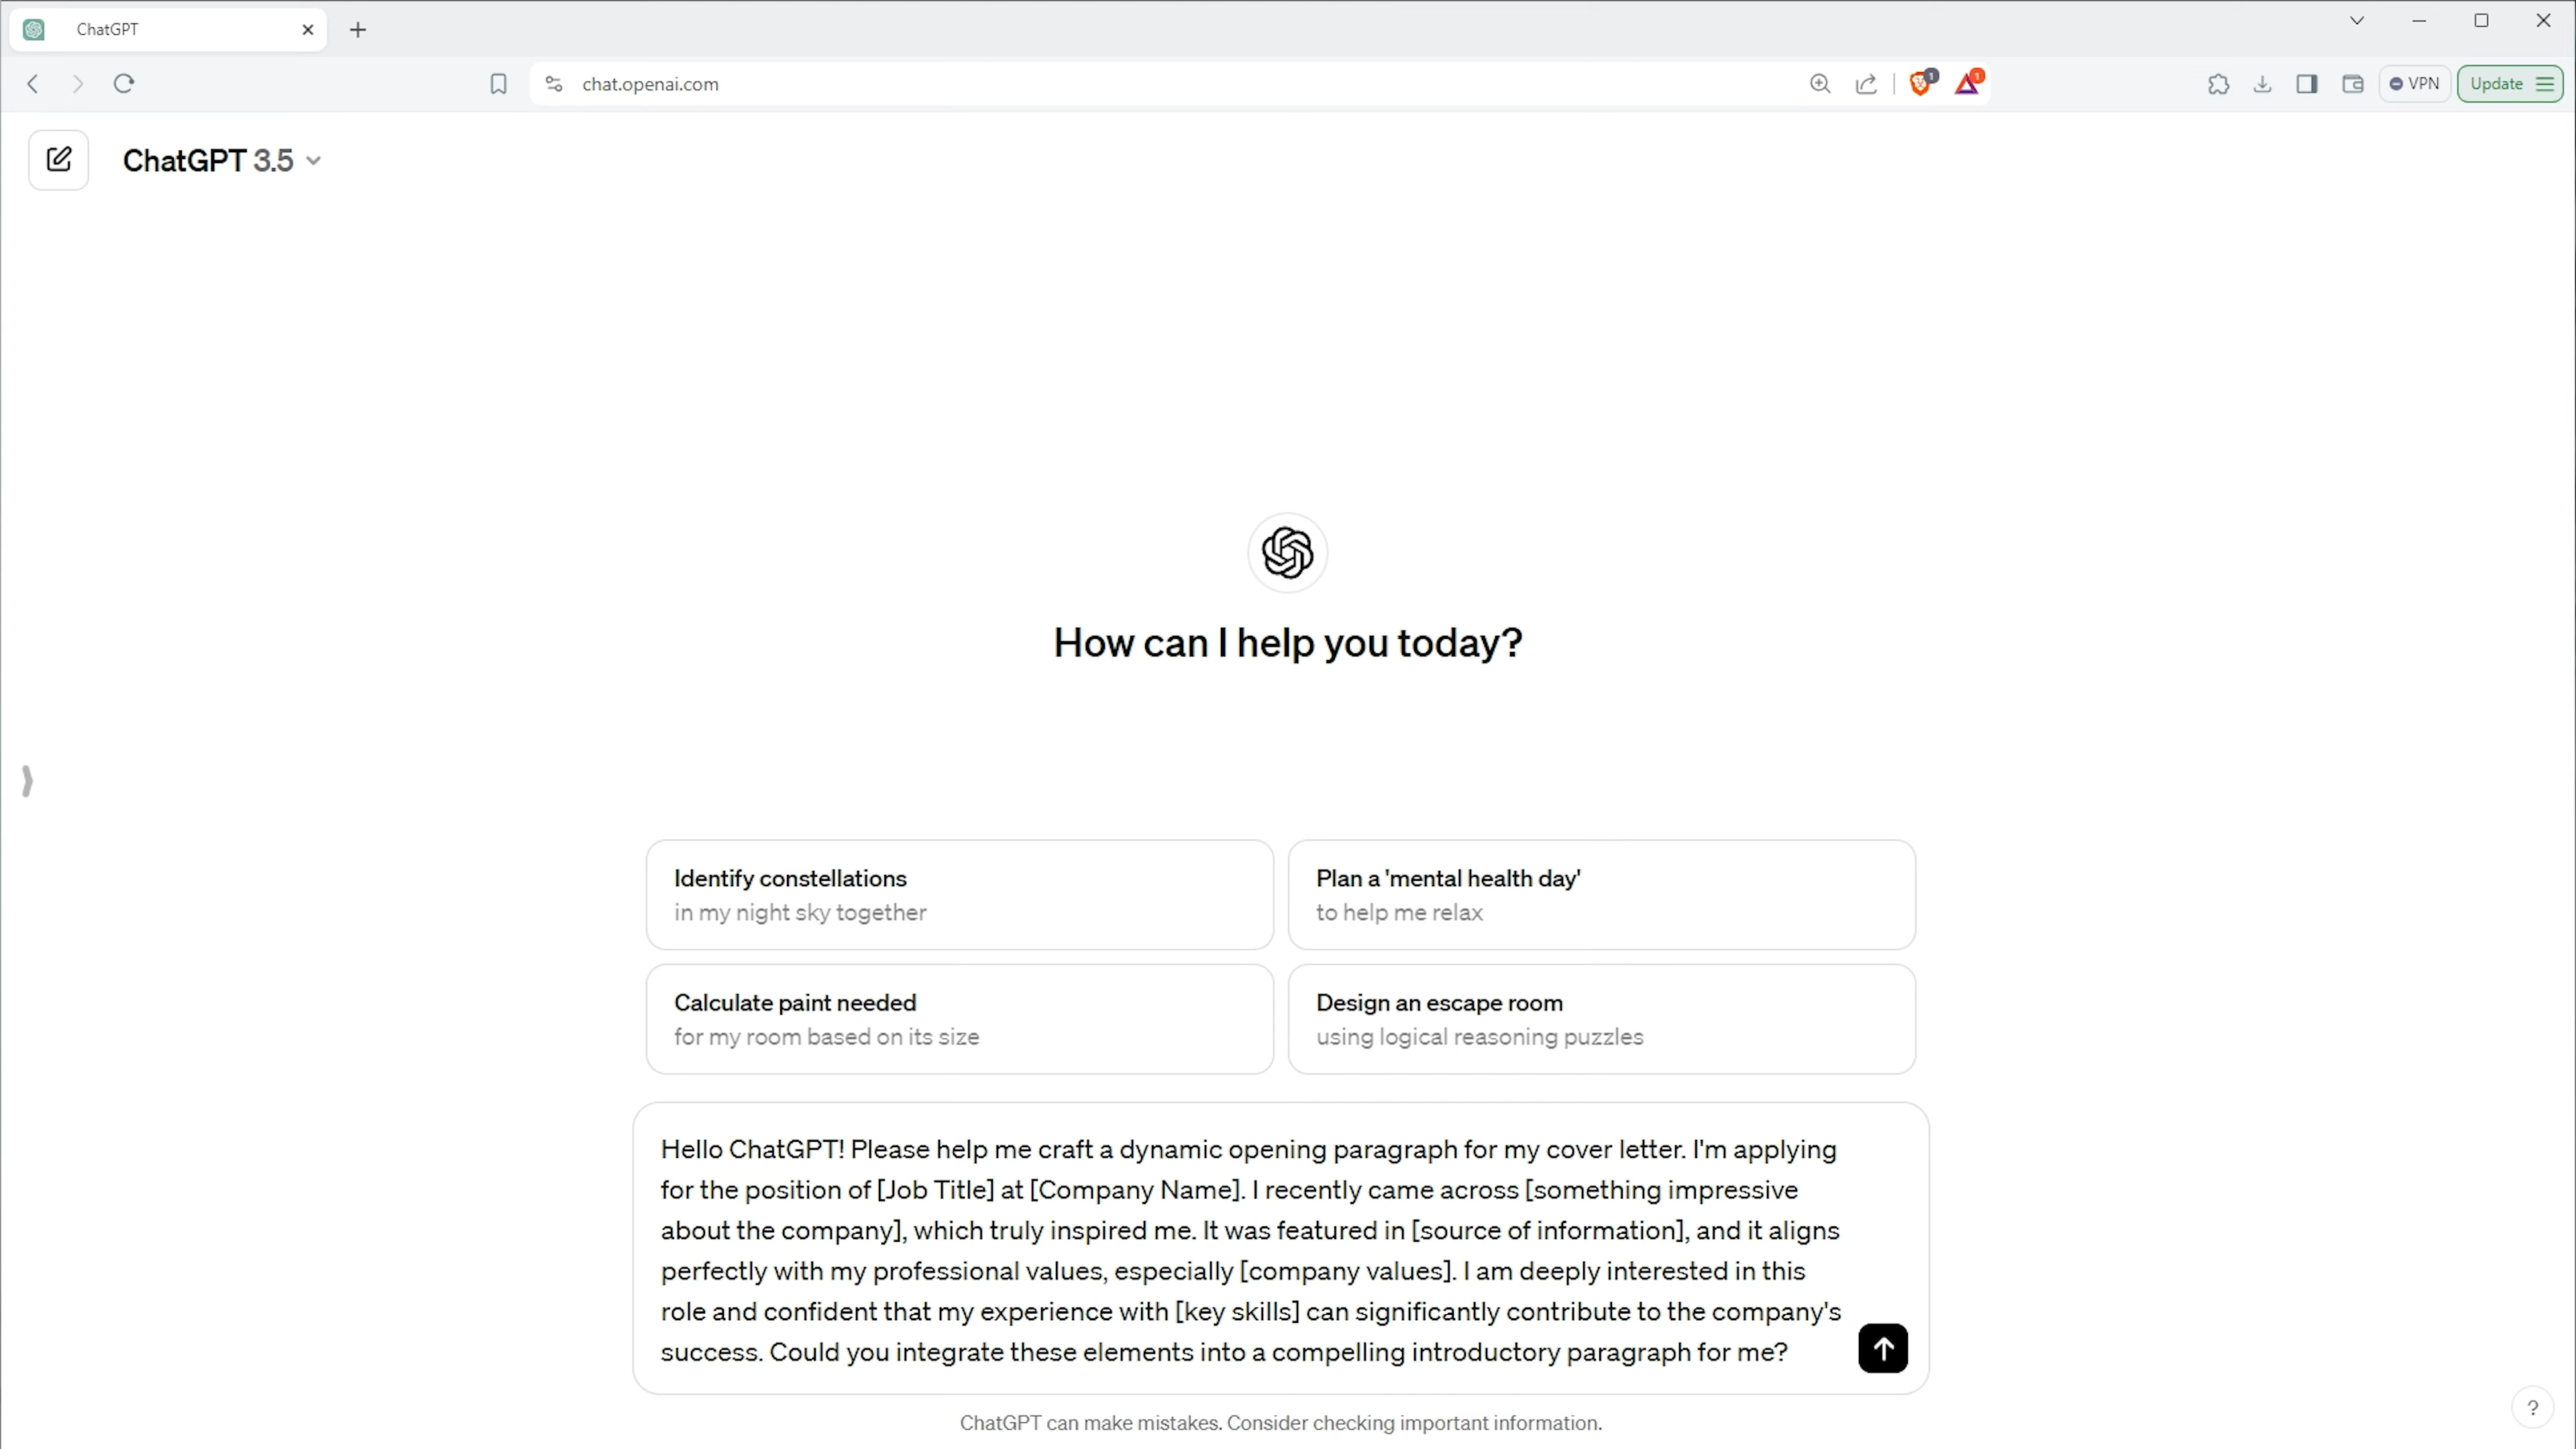 ChatGPT
chat.openai.com
1
1
VPN
Update
ChatGPT 3.5
How can I help you today?
Identify constellations
in my night sky together
Plan a 'mental health day'
to help me relax
Calculate paint needed
for my room based on its size
Design an escape room
using logical reasoning puzzles
Hello ChatGPT! Please help me craft a dynamic opening paragraph for my cover letter. I'm applying
for the position of [Job Title] at [Company Name]. I recently came across [something impressive
about the company], which truly inspired me. It was featured in [source of information], and it aligns
perfectly with my professional values, especially [company values]. I am deeply interested in this
role and confident that my experience with [key skills] can significantly contribute to the company's
success. Could you integrate these elements into a compelling introductory paragraph for me?
ChatGPT can make mistakes. Consider checking important information.
?